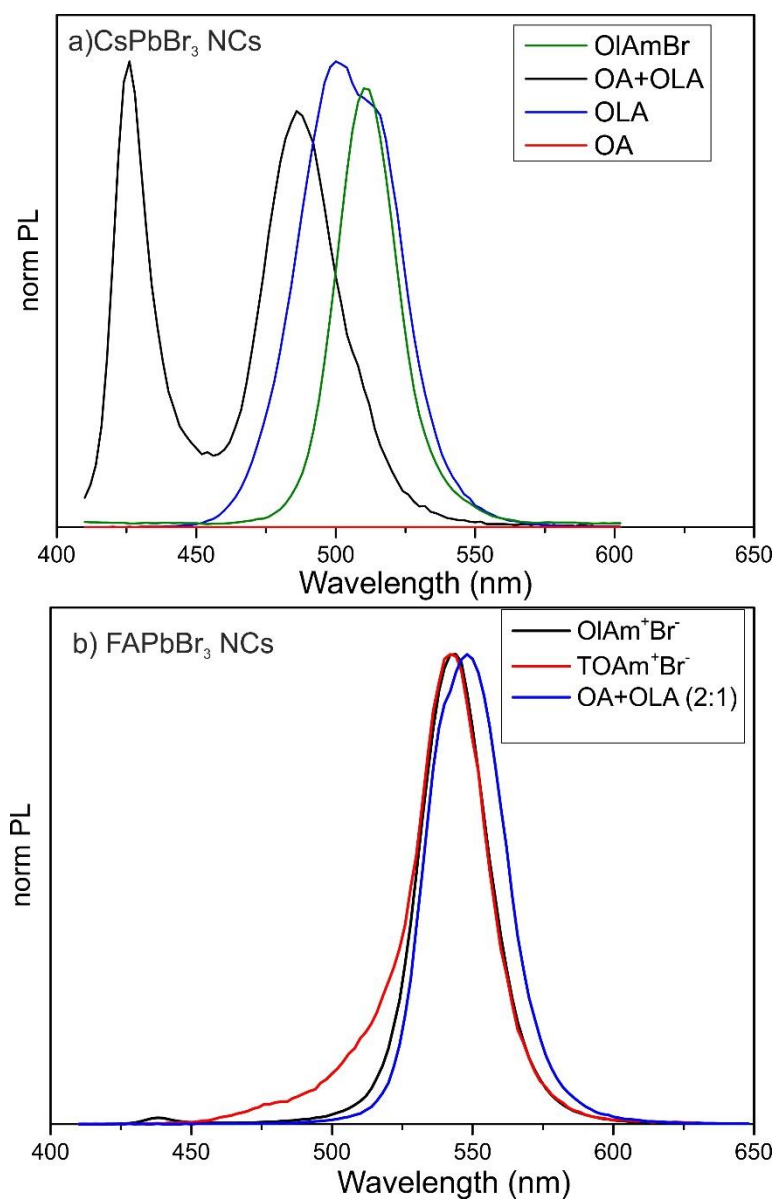 a)CsPbBr₃ NCs
OlAmBr
OA+OLA
OLA
OA
norm PL
400 450 500 550 600 650
Wavelength (nm)
b) FAPbBr₃ NCs
OlAm⁺Br⁻
TOAm⁺Br⁻
OA+OLA (2:1)
norm PL
400 450 500 550 600 650
Wavelength (nm)